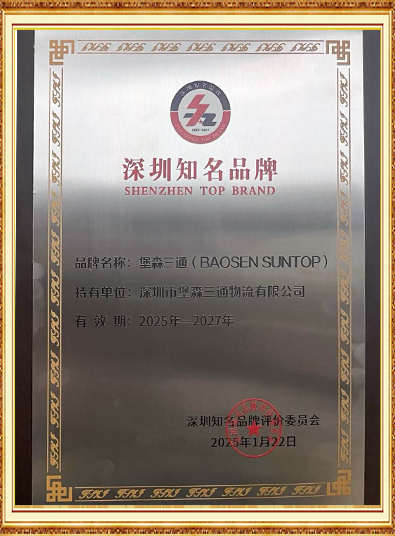 深圳知名品牌
SHENZHEN TOP BRAND
品牌名称：堡森三通（BAOSEN SUNTOP）
持有单位：深圳市堡森三通物流有限公司
有 效 期：2025年—2027年
深圳知名品牌评价委员会
2025年1月22日